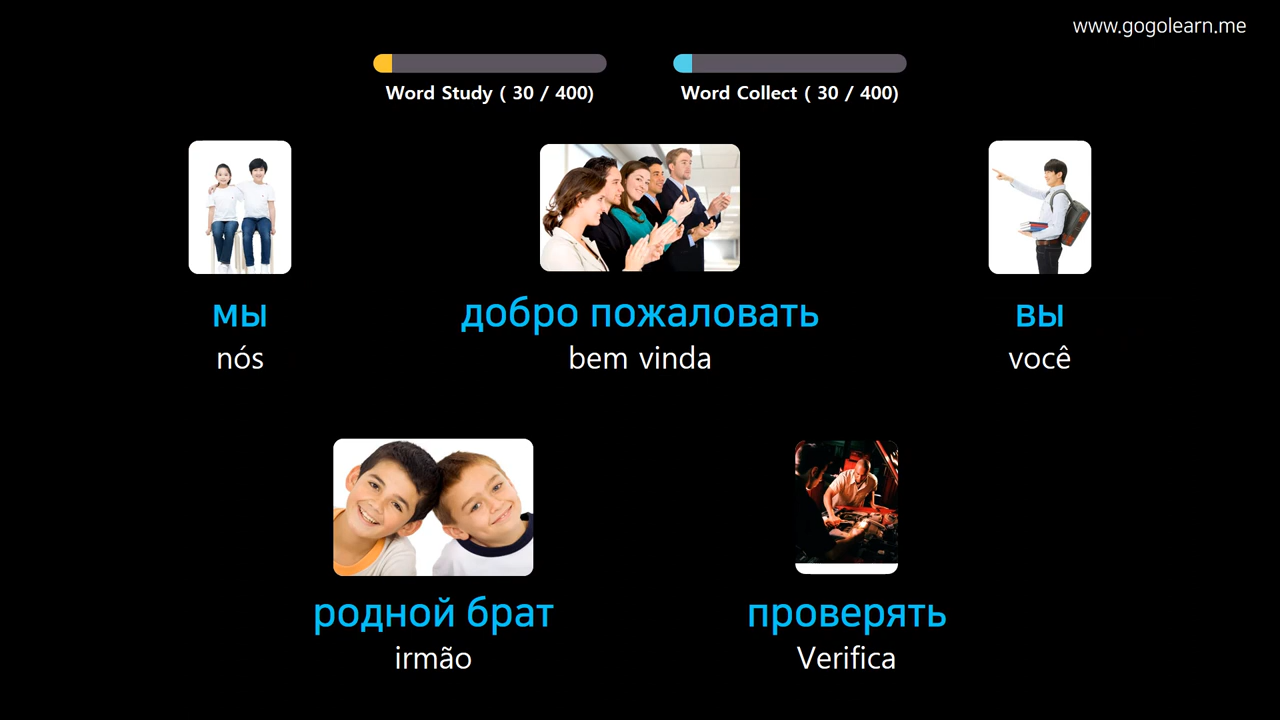 www.gogolearn.me
Word Study ( 30 / 400)
Word Collect ( 30 / 400)
мы
nós
добро пожаловать
bem vinda
вы
você
родной брат
irmão
проверять
Verifica